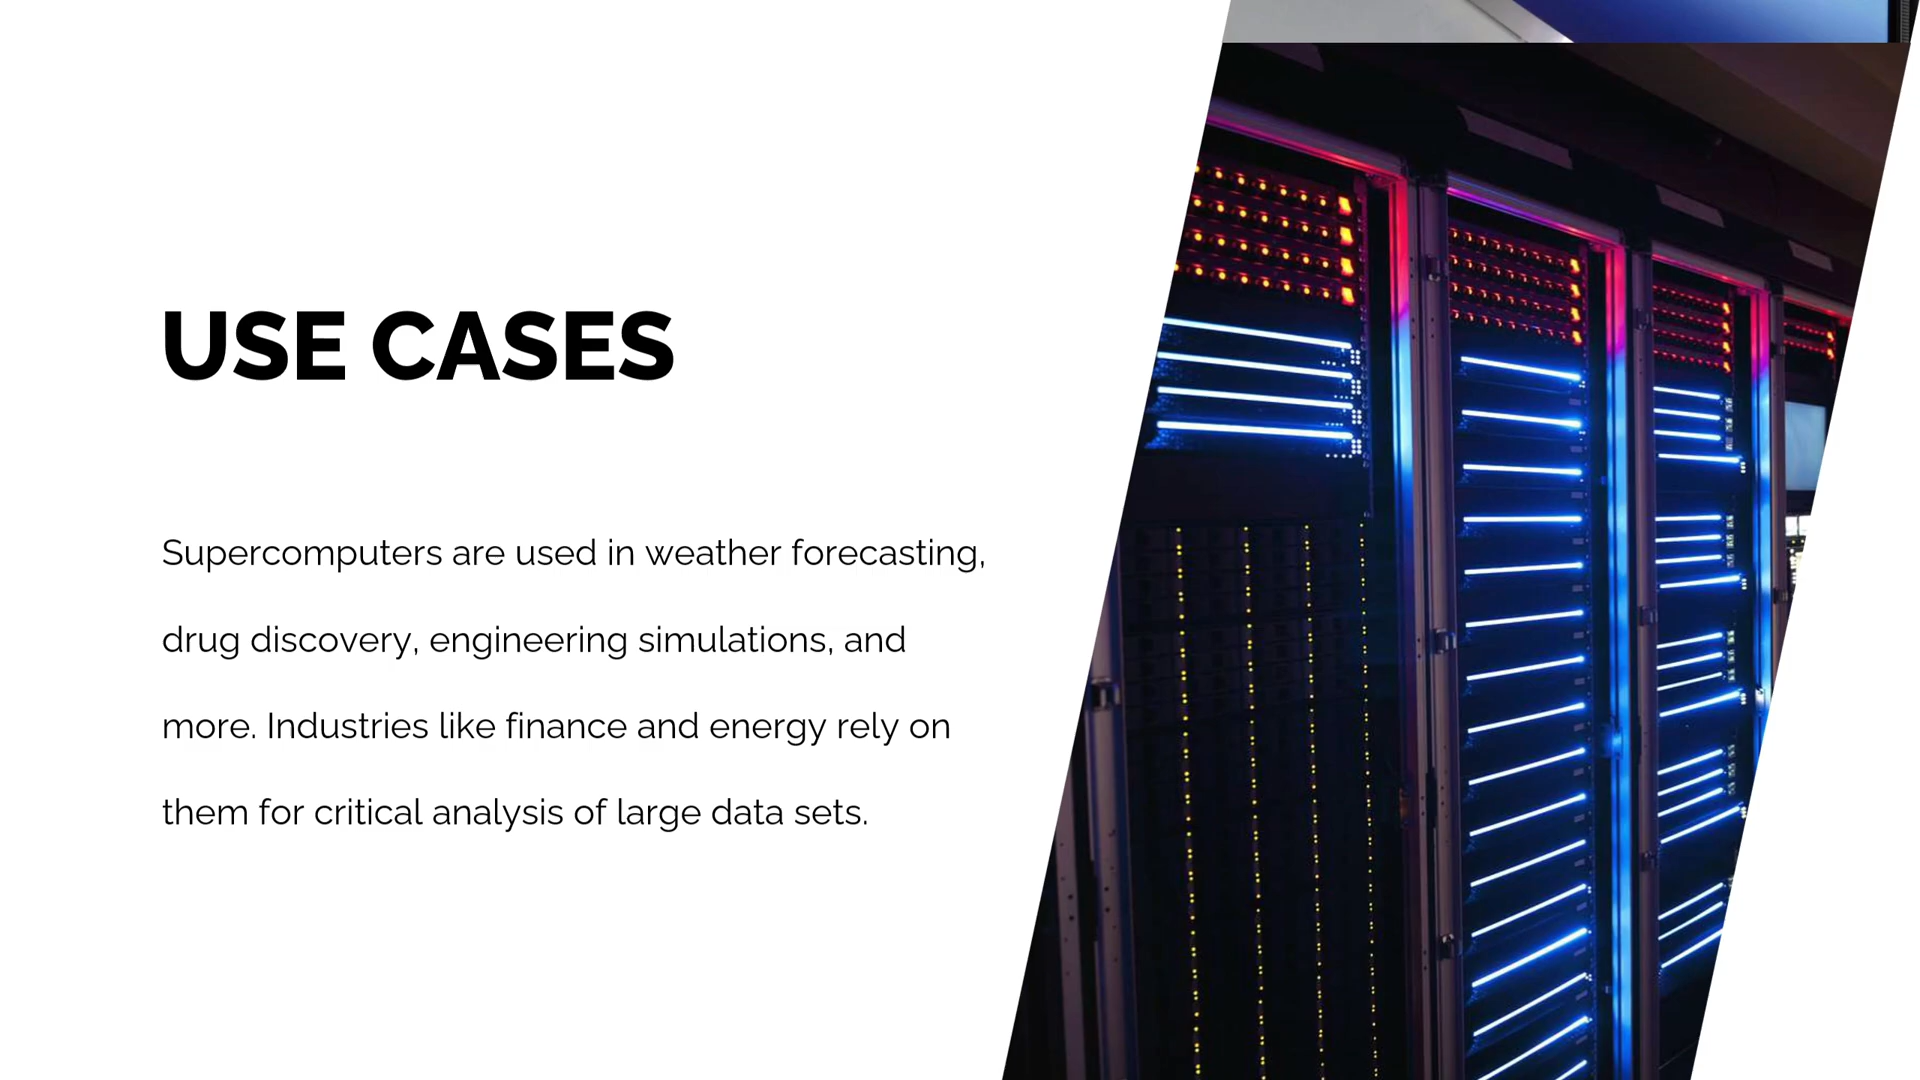 USE CASES
Supercomputers are used in weather forecasting,
drug discovery, engineering simulations, and
more. Industries like finance and energy rely on
them for critical analysis of large data sets.